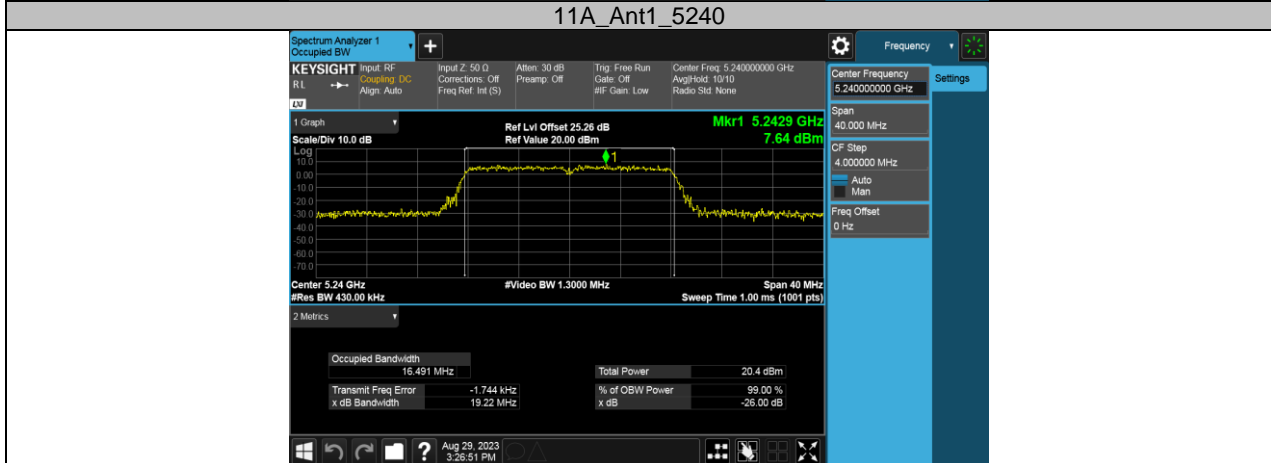 11A_Ant1_5240
Spectrum Analyzer 1
Occupied BW
+
Frequency
KEYSIGHT
RL
LXI
Input: RF
Coupling: DC
Align: Auto
Input Z: 50 Ω
Corrections: Off
Freq Ref: Int (S)
Atten: 30 dB
Preamp: Off
Trig: Free Run
Gate: Off
#IF Gain: Low
Center Freq: 5.240000000 GHz
Avg|Hold: 10/10
Radio Std: None
Center Frequency
5.240000000 GHz
Settings
Span
40.000 MHz
CF Step
4.000000 MHz
Auto
Man
Freq Offset
0 Hz
1 Graph
Scale/Div 10.0 dB
Ref Lvl Offset 25.26 dB
Ref Value 20.00 dBm
Mkr1 5.2429 GHz
7.64 dBm
Log
10.0
0.00
-10.0
-20.0
-30.0
-40.0
-50.0
-60.0
-70.0
1
Center 5.24 GHz
#Video BW 1.3000 MHz
Span 40 MHz
#Res BW 430.00 kHz
Sweep Time 1.00 ms (1001 pts)
2 Metrics
Occupied Bandwidth
16.491 MHz
Total Power 20.4 dBm
Transmit Freq Error -1.744 kHz
% of OBW Power 99.00 %
x dB Bandwidth 19.22 MHz
x dB -26.00 dB
?
Aug 29, 2023
3:26:51 PM